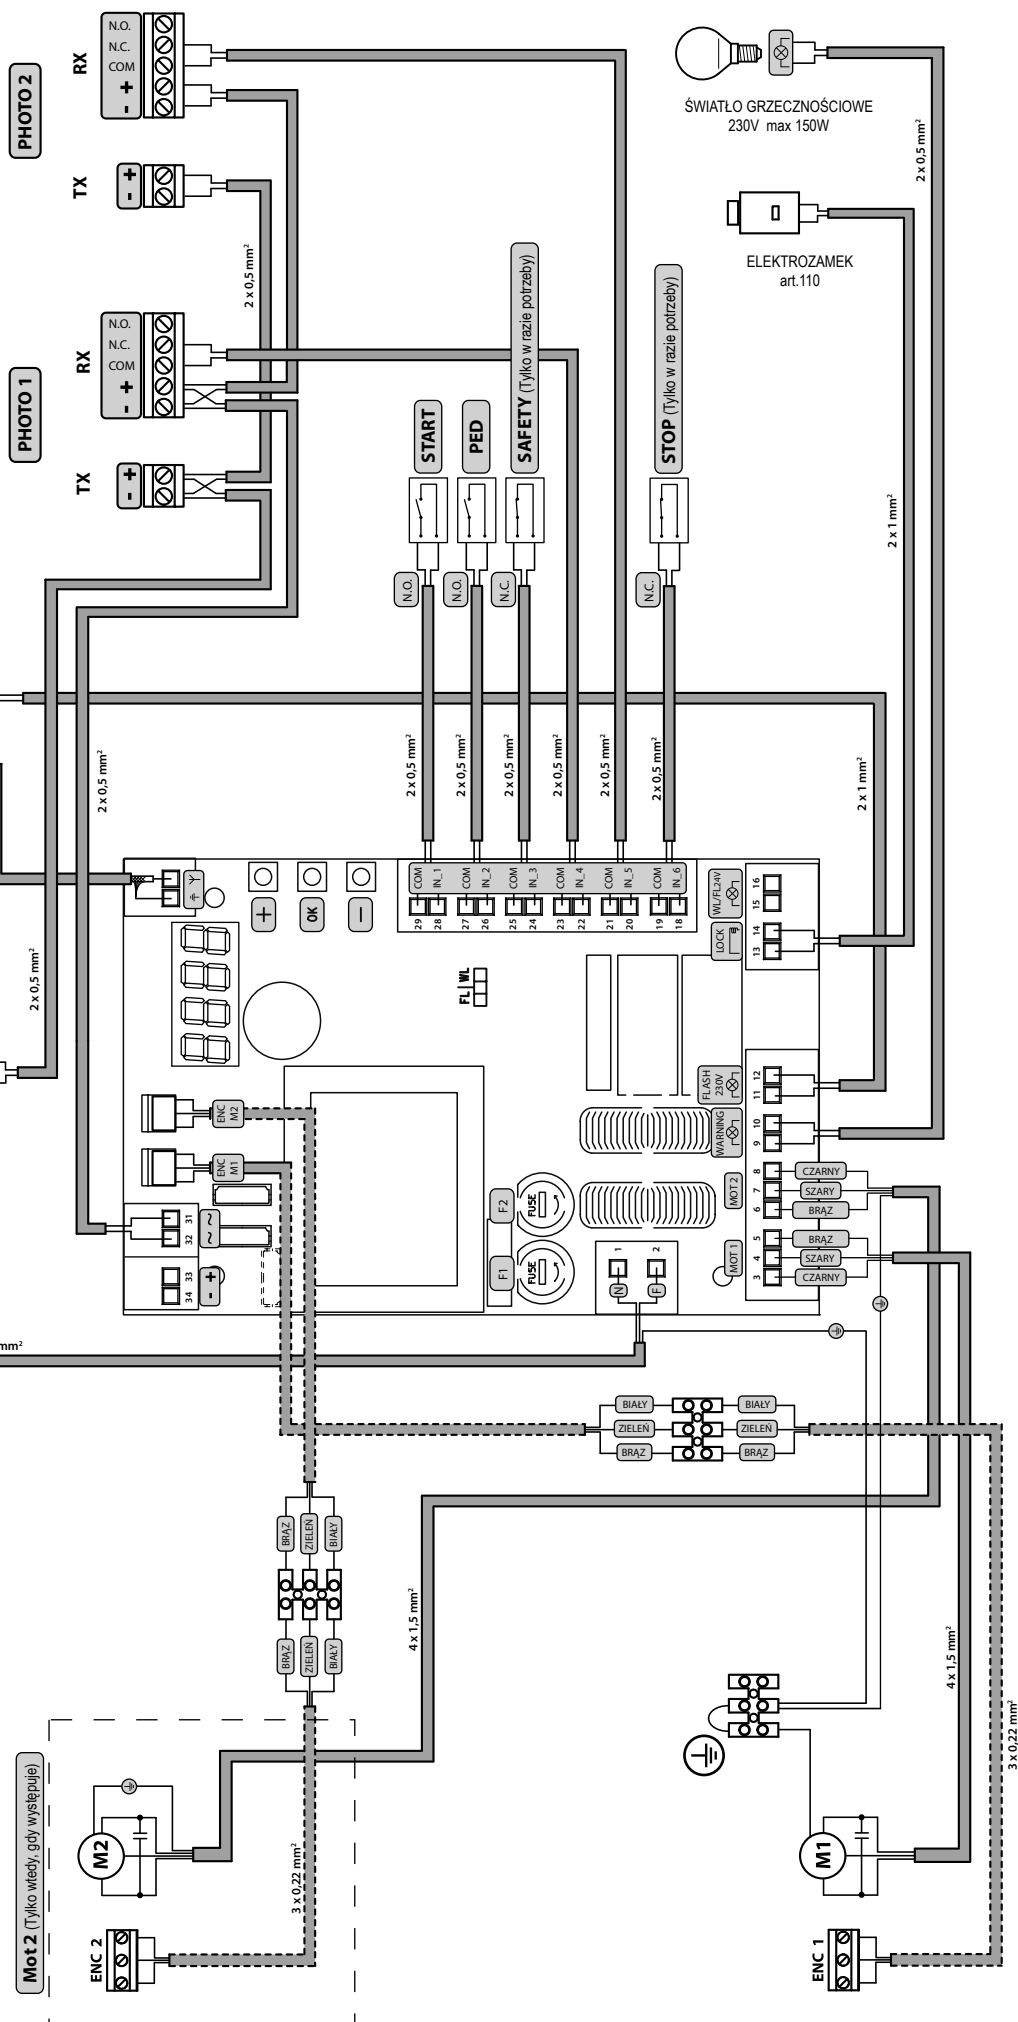 PHOTO 2
RX
N.O.
N.C.
COM
- +
TX
- +
2 x 0,5 mm²
PHOTO 1
RX
N.O.
N.C.
COM
- +
TX
- +
ŚWIATŁO GRZECZNOŚCIOWE
230V max 150W
2 x 0,5 mm²
ELEKTROZAMEK
art.110
2 x 1 mm²
START
PED
SAFETY (Tylko w razie potrzeby)
STOP (Tylko w razie potrzeby)
N.O.
N.O.
N.C.
N.C.
2 x 0,5 mm²
2 x 0,5 mm²
2 x 0,5 mm²
2 x 0,5 mm²
2 x 0,5 mm²
2 x 0,5 mm²
2 x 0,5 mm²
2 x 1 mm²
2 x 0,5 mm²
+
OK
-
COM
IN_1
COM
IN_2
COM
IN_3
COM
IN_4
COM
IN_5
COM
IN_6
29
28
27
26
25
24
23
22
21
20
19
18
FL WL
WL/FL24V
LOCK
16
15
14
13
FLASH
230V
WARNING
12
11
10
9
MOT 2
8
7
6
MOT 1
5
4
3
CZARNY
SZARY
BRĄZ
BRĄZ
SZARY
CZARNY
ENC
M2
ENC
M1
31
32
~ ~
33
34
- +
F2
FUSE
F1
FUSE
1
2
N
F
mm²
BIAŁY
ZIELEŃ
BRĄZ
BIAŁY
ZIELEŃ
BRĄZ
BRĄZ
ZIELEŃ
BIAŁY
BRĄZ
ZIELEŃ
BIAŁY
4 x 1,5 mm²
4 x 1,5 mm²
3 x 0,22 mm²
3 x 0,22 mm²
Mot 2 (Tylko wtedy, gdy występuje)
M2
ENC 2
M1
ENC 1